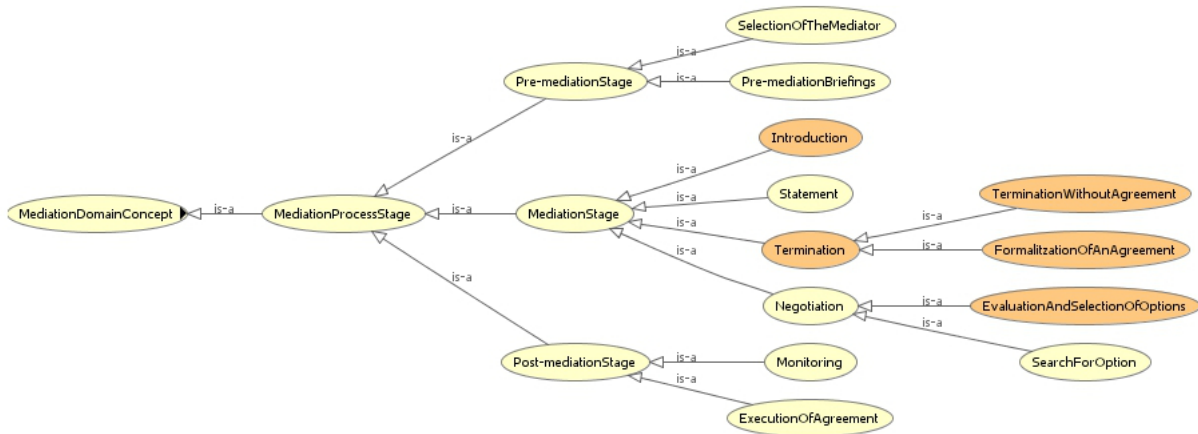 SelectionOfTheMediator
is-a
Pre-mediationStage
is-a
Pre-mediationBriefings
is-a
Introduction
is-a
TerminationWithoutAgreement
is-a
Statement
is-a
MediationDomainConcept
is-a
MediationProcessStage
is-a
MediationStage
is-a
Termination
is-a
FormalitzationOfAnAgreement
is-a
is-a
Negotiation
is-a
EvaluationAndSelectionOfOptions
is-a
is-a
Post-mediationStage
is-a
Monitoring
SearchForOption
is-a
ExecutionOfAgreement